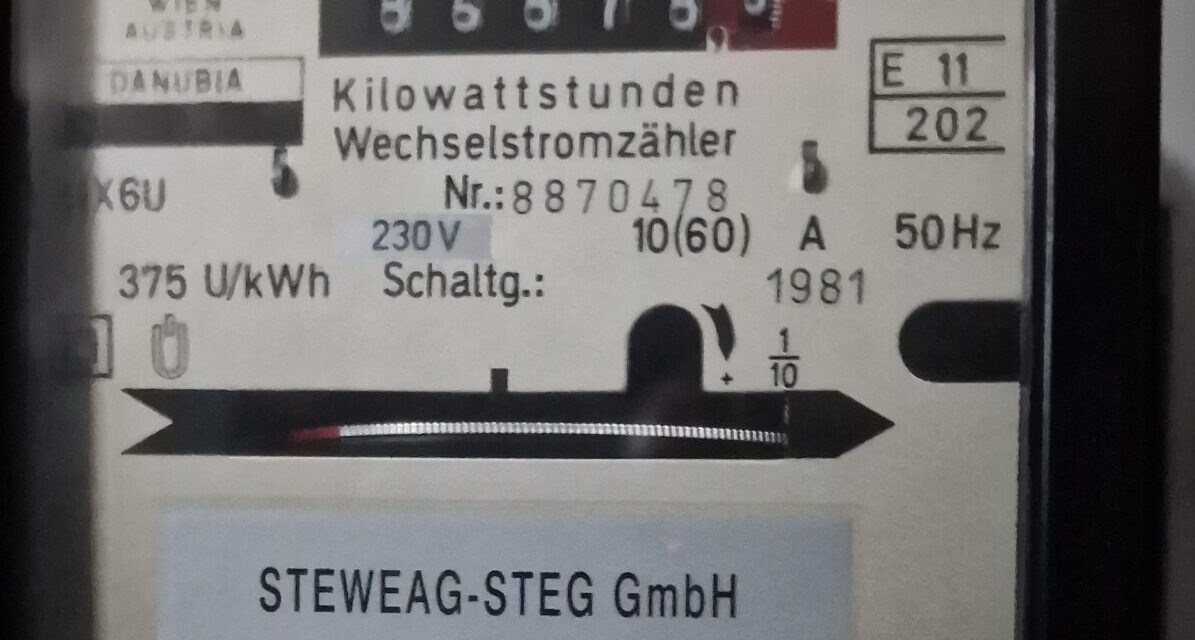 WIEN
AUSTRIA
DANUBIA
Kilowattstunden
Wechselstromzähler
E 11
202
X6U
Nr.: 8870478
230V 10(60) A 50Hz
375 U/kWh Schaltg.: 1981
+ 1/10
STEWEAG-STEG GmbH